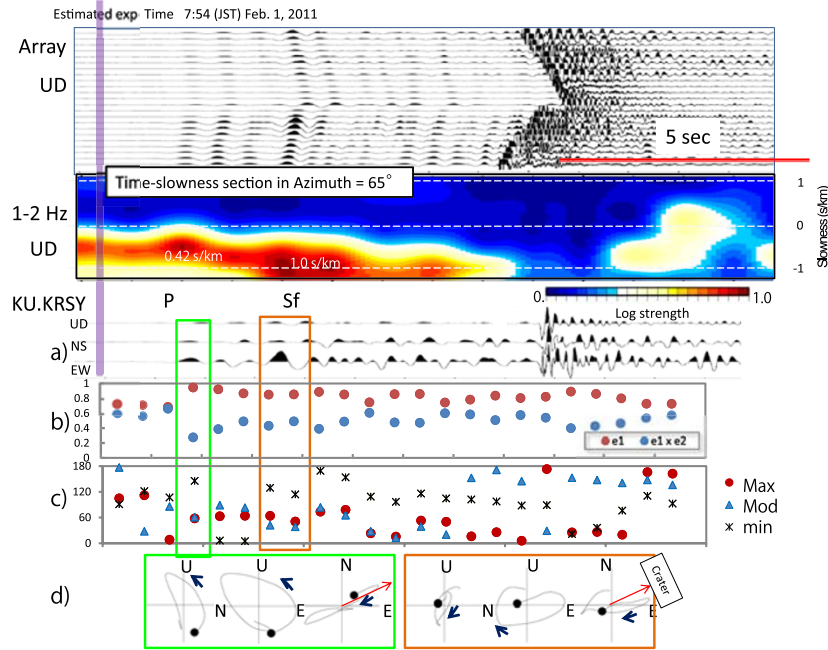 Estimated exp. Time 7:54 (JST) Feb. 1, 2011
Array
UD
5 sec
Time-slowness section in Azimuth = 65°
1-2 Hz
UD
0.42 s/km
1.0 s/km
1
0
-1
Slowness (s/km)
KU.KRSY
P
Sf
0.
1.0
Log strength
a)
UD
NS
EW
b)
1
0.8
0.6
0.4
0.2
0
e1
e1 x e2
c)
180
120
60
0
Max
Mod
min
d)
U
U
N
N
E
E
U
U
N
N
E
E
Crater